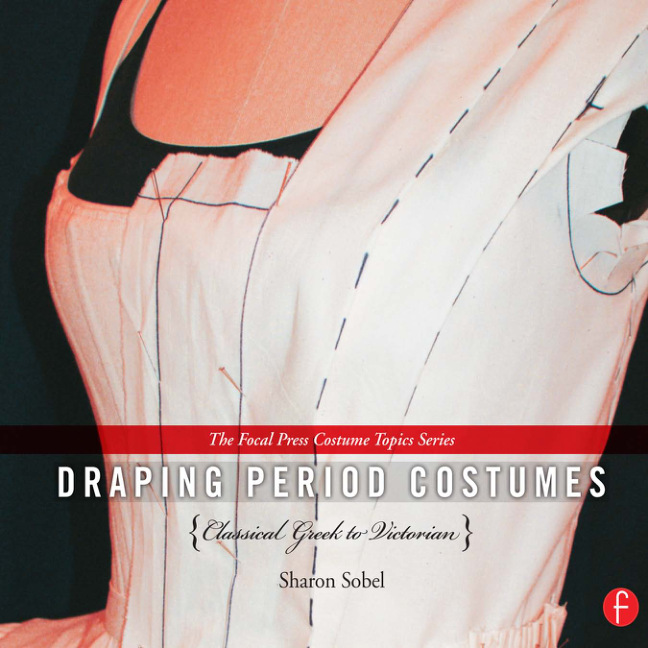 The Focal Press Costume Topics Series
DRAPING PERIOD COSTUMES
{Classical Greek to Victorian}
Sharon Sobel
f